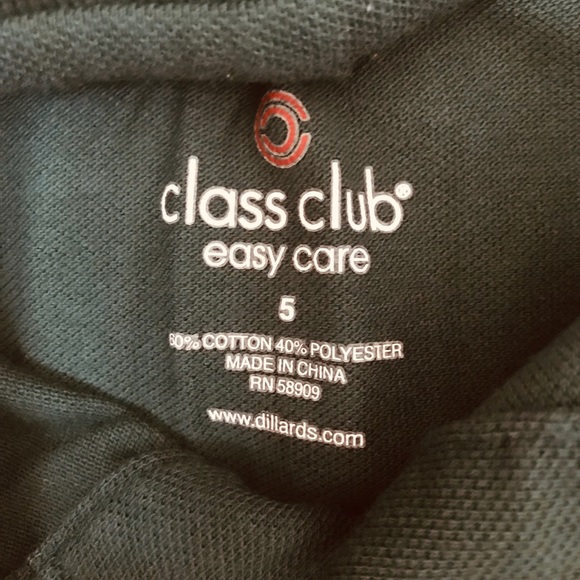 class club®
easy care
5
60% COTTON 40% POLYESTER
MADE IN CHINA
RN 58909
www.dillards.com